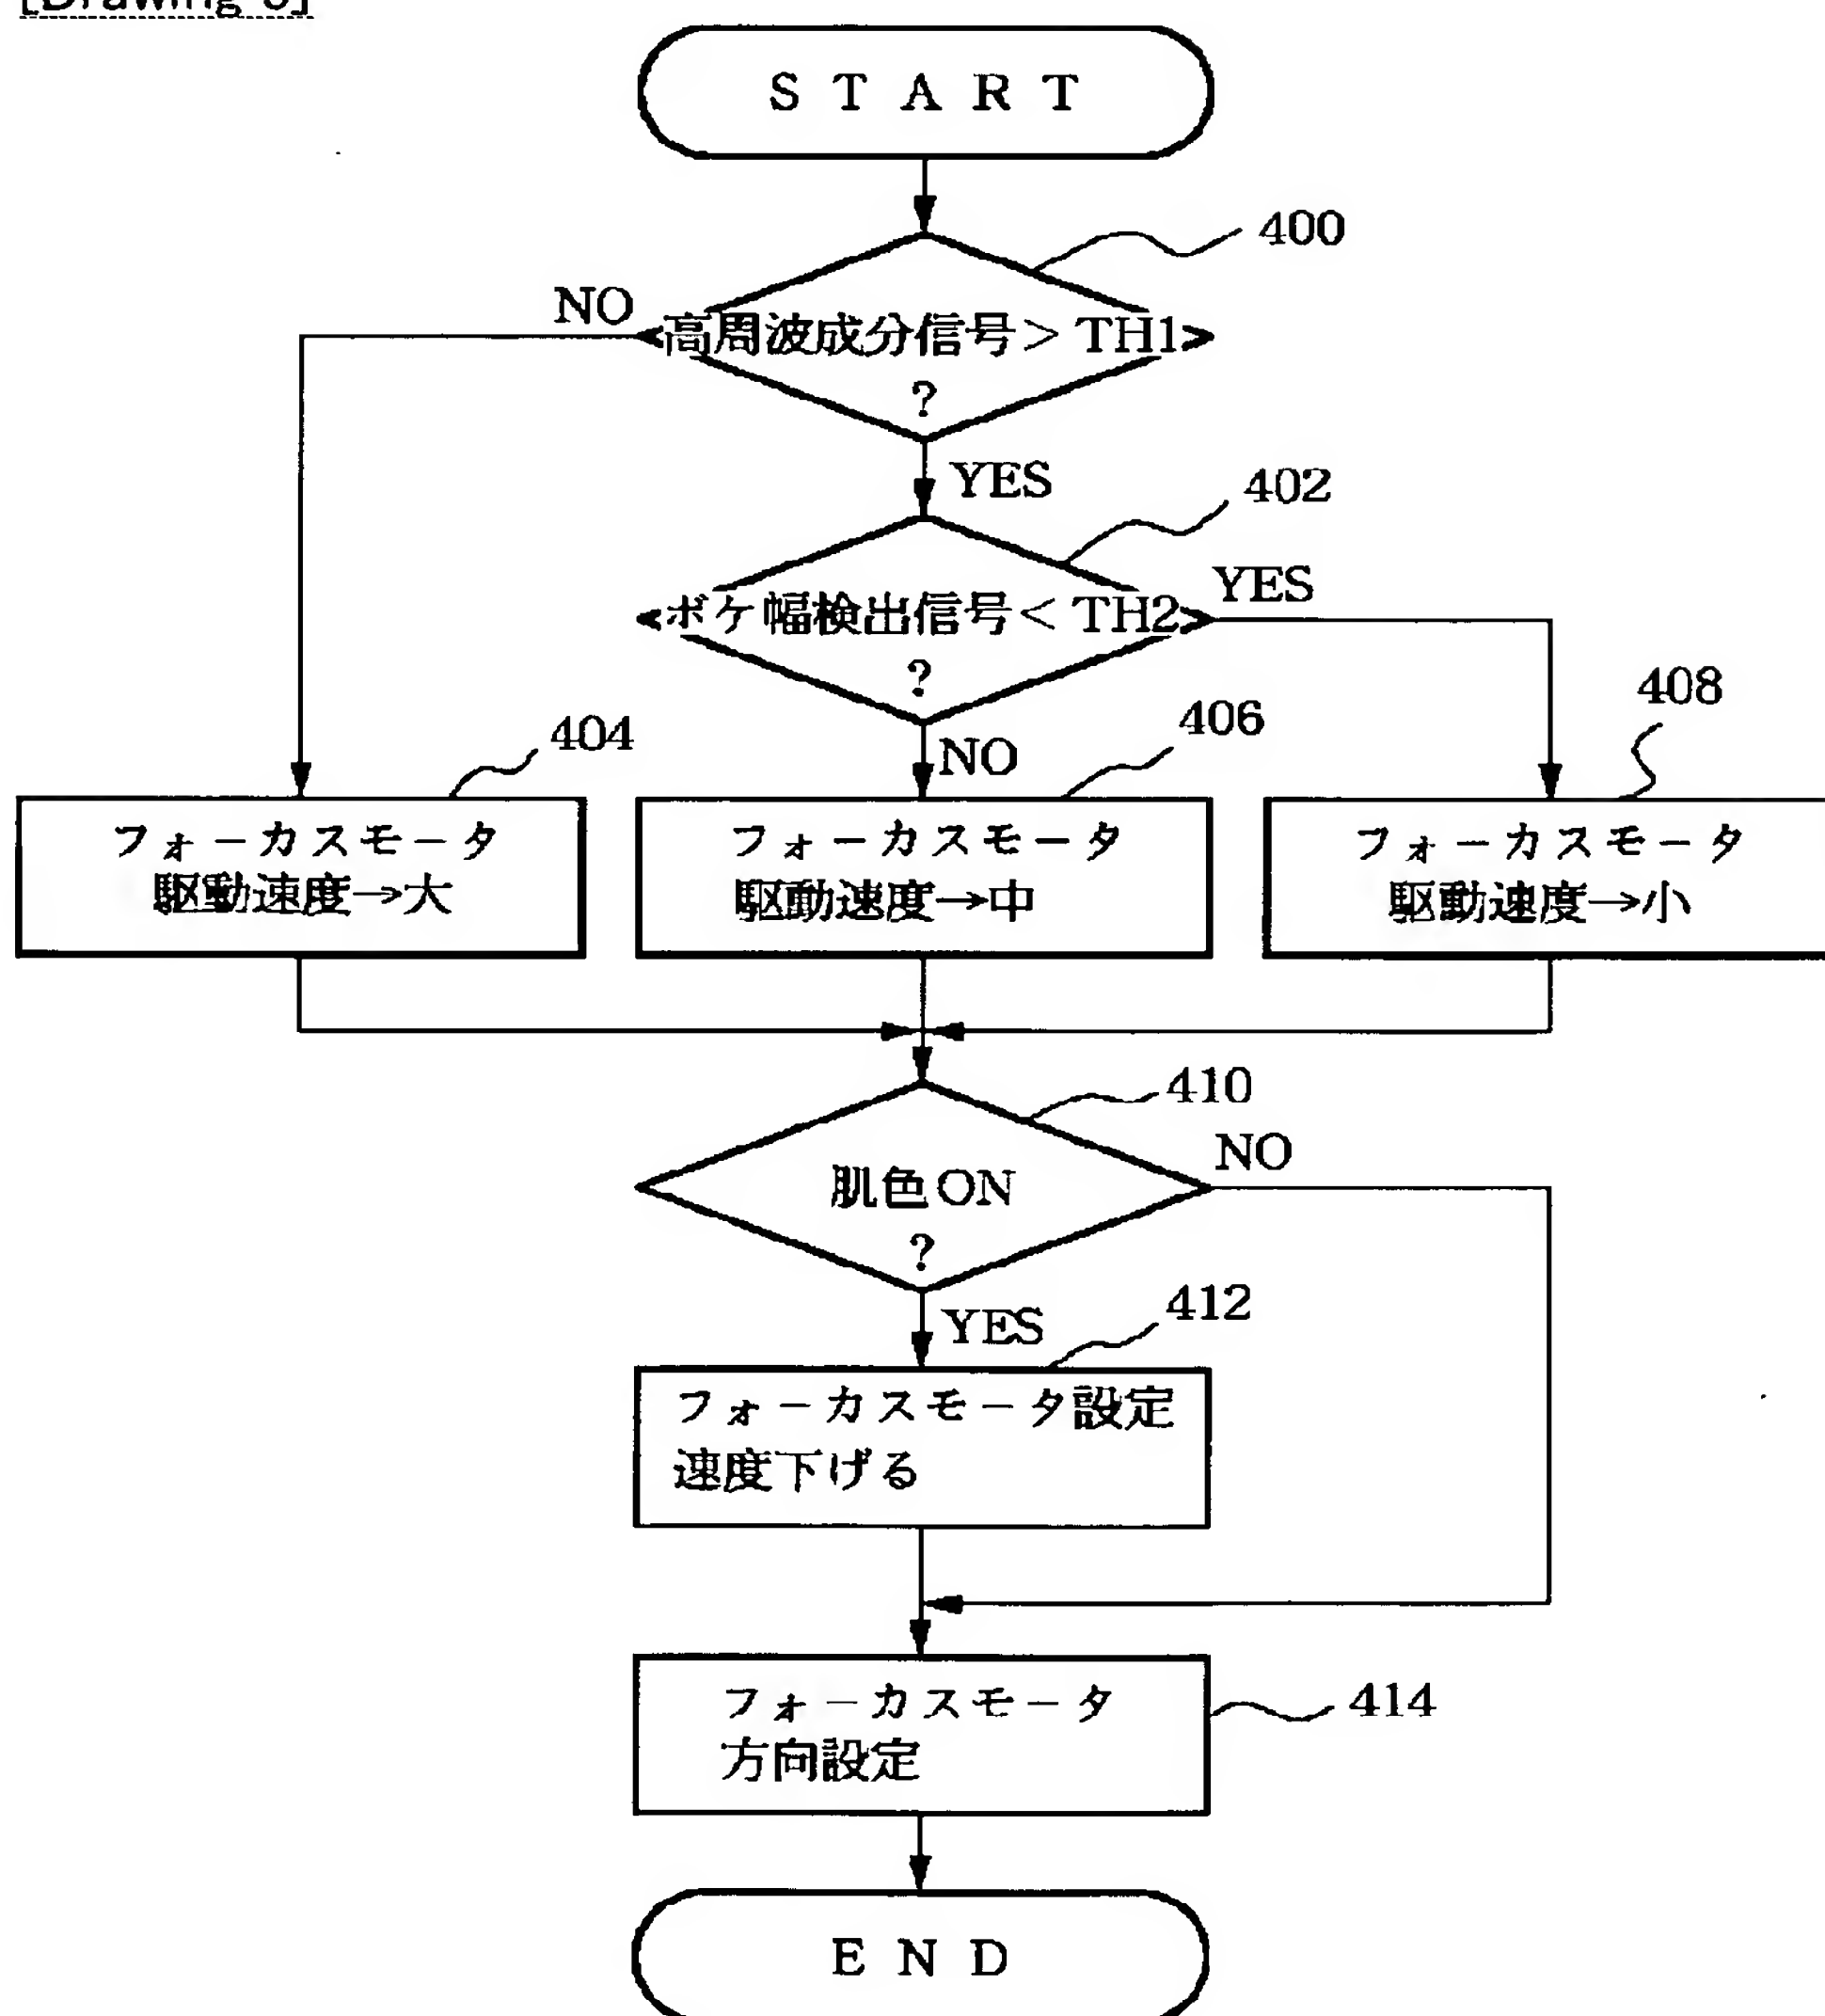 [Drawing
START
400
NO
高周波成分信号＞TH1
?
YES
402
ボケ幅検出信号＜TH2
?
YES
NO
404
フォーカスモータ
駆動速度→大
406
フォーカスモータ
駆動速度→中
408
フォーカスモータ
駆動速度→小
410
肌色ON
?
NO
YES
412
フォーカスモータ設定
速度下げる
フォーカスモータ
方向設定
414
END